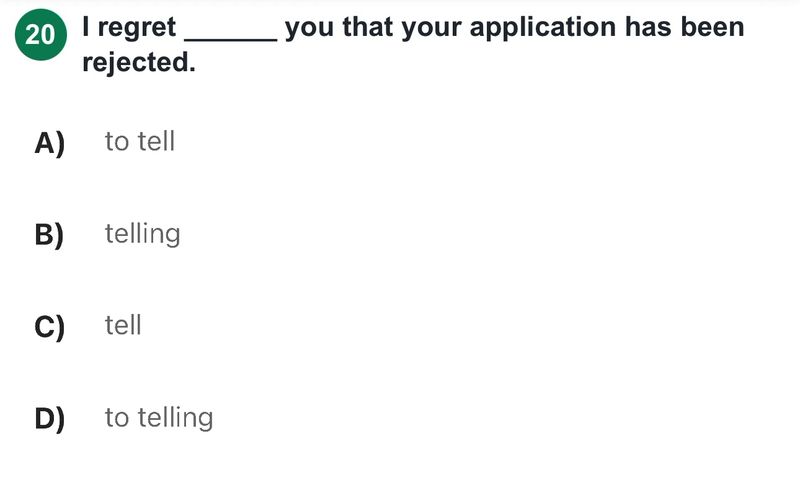 20 I regret ______ you that your application has been
rejected.
A) to tell
B) telling
C) tell
D) to telling